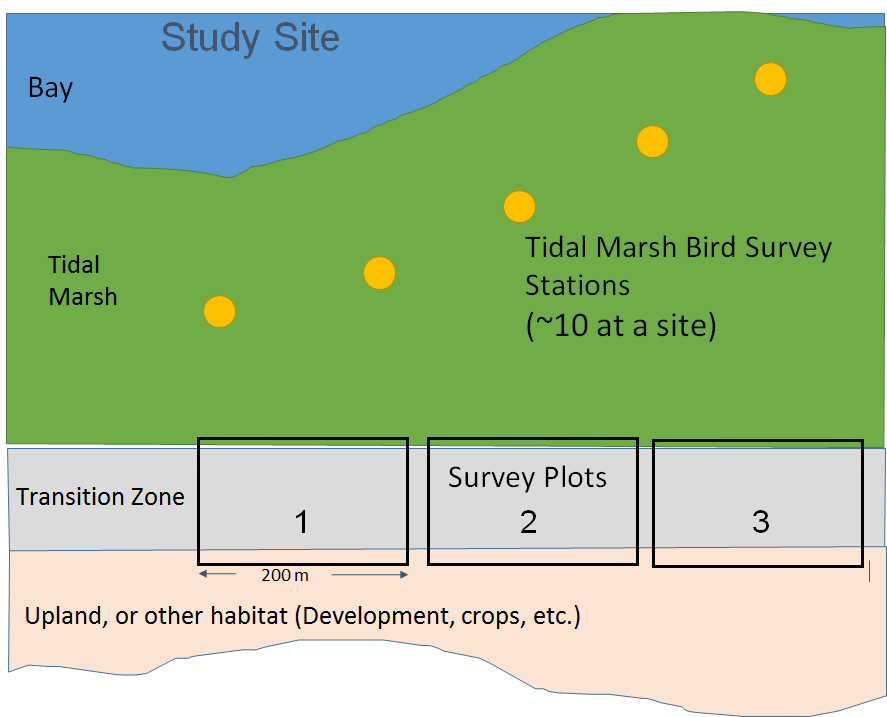 Study Site
Bay
Tidal Marsh Bird Survey
Stations
(~10 at a site)
Tidal
Marsh
Survey Plots
Transition Zone
1
2
3
200 m
Upland, or other habitat (Development, crops, etc.)